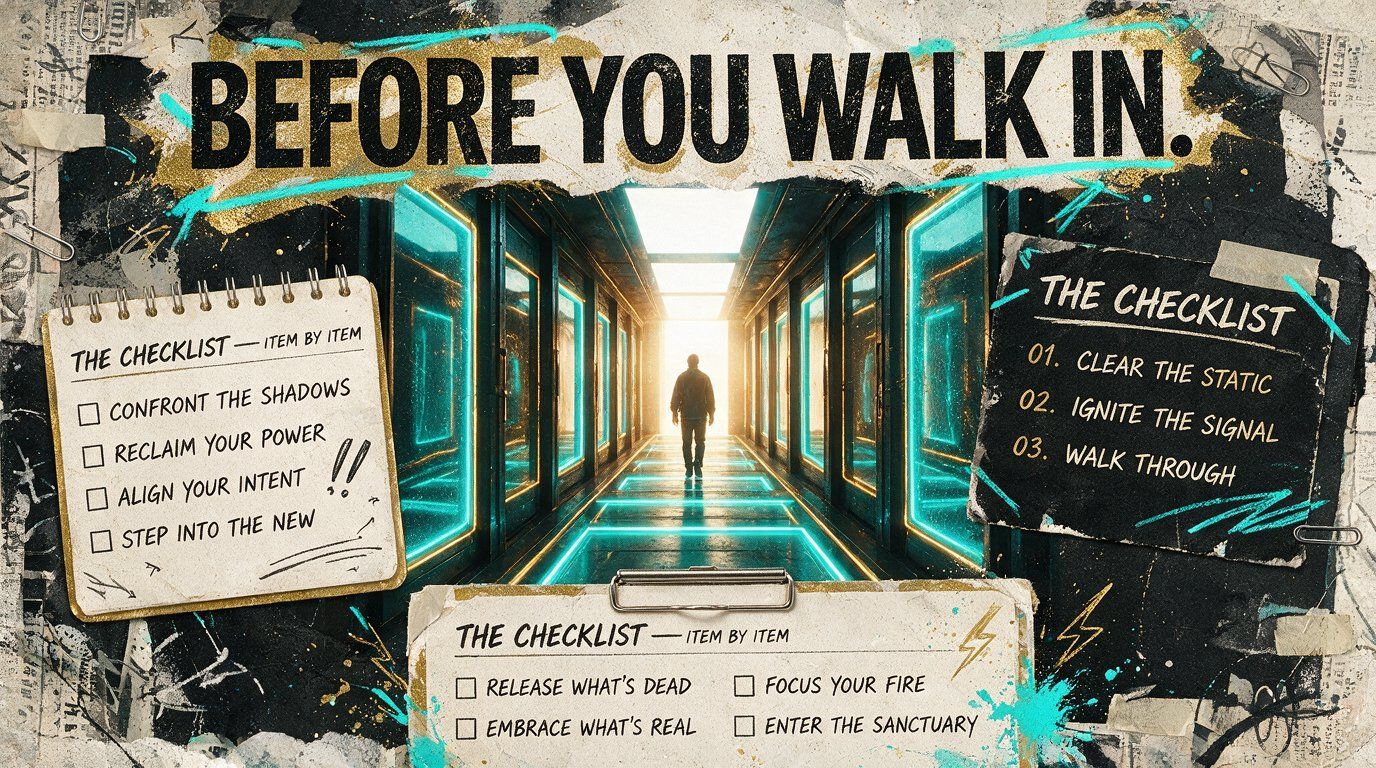 BEFORE YOU WALK IN.
THE CHECKLIST — ITEM BY ITEM
CONFRONT THE SHADOWS
RECLAIM YOUR POWER
ALIGN YOUR INTENT
STEP INTO THE NEW
!!
THE CHECKLIST
01. CLEAR THE STATIC
02. IGNITE THE SIGNAL
03. WALK THROUGH
THE CHECKLIST — ITEM BY ITEM
RELEASE WHAT'S DEAD
EMBRACE WHAT'S REAL
FOCUS YOUR FIRE
ENTER THE SANCTUARY